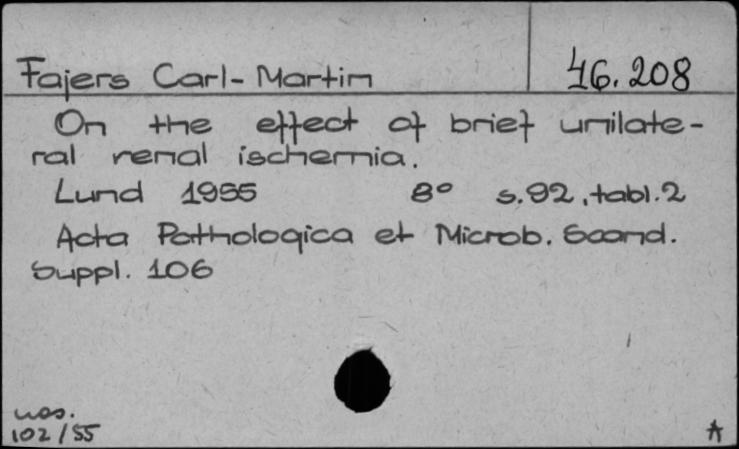 Fajers Carl-Martin 46.208
On the effect of brief unilate-
ral renal ischemia.
Lund 1955 8° s.92, tabl.2
Acta Pathologica et Microb. Scand.
Suppl. 106
102/55
A